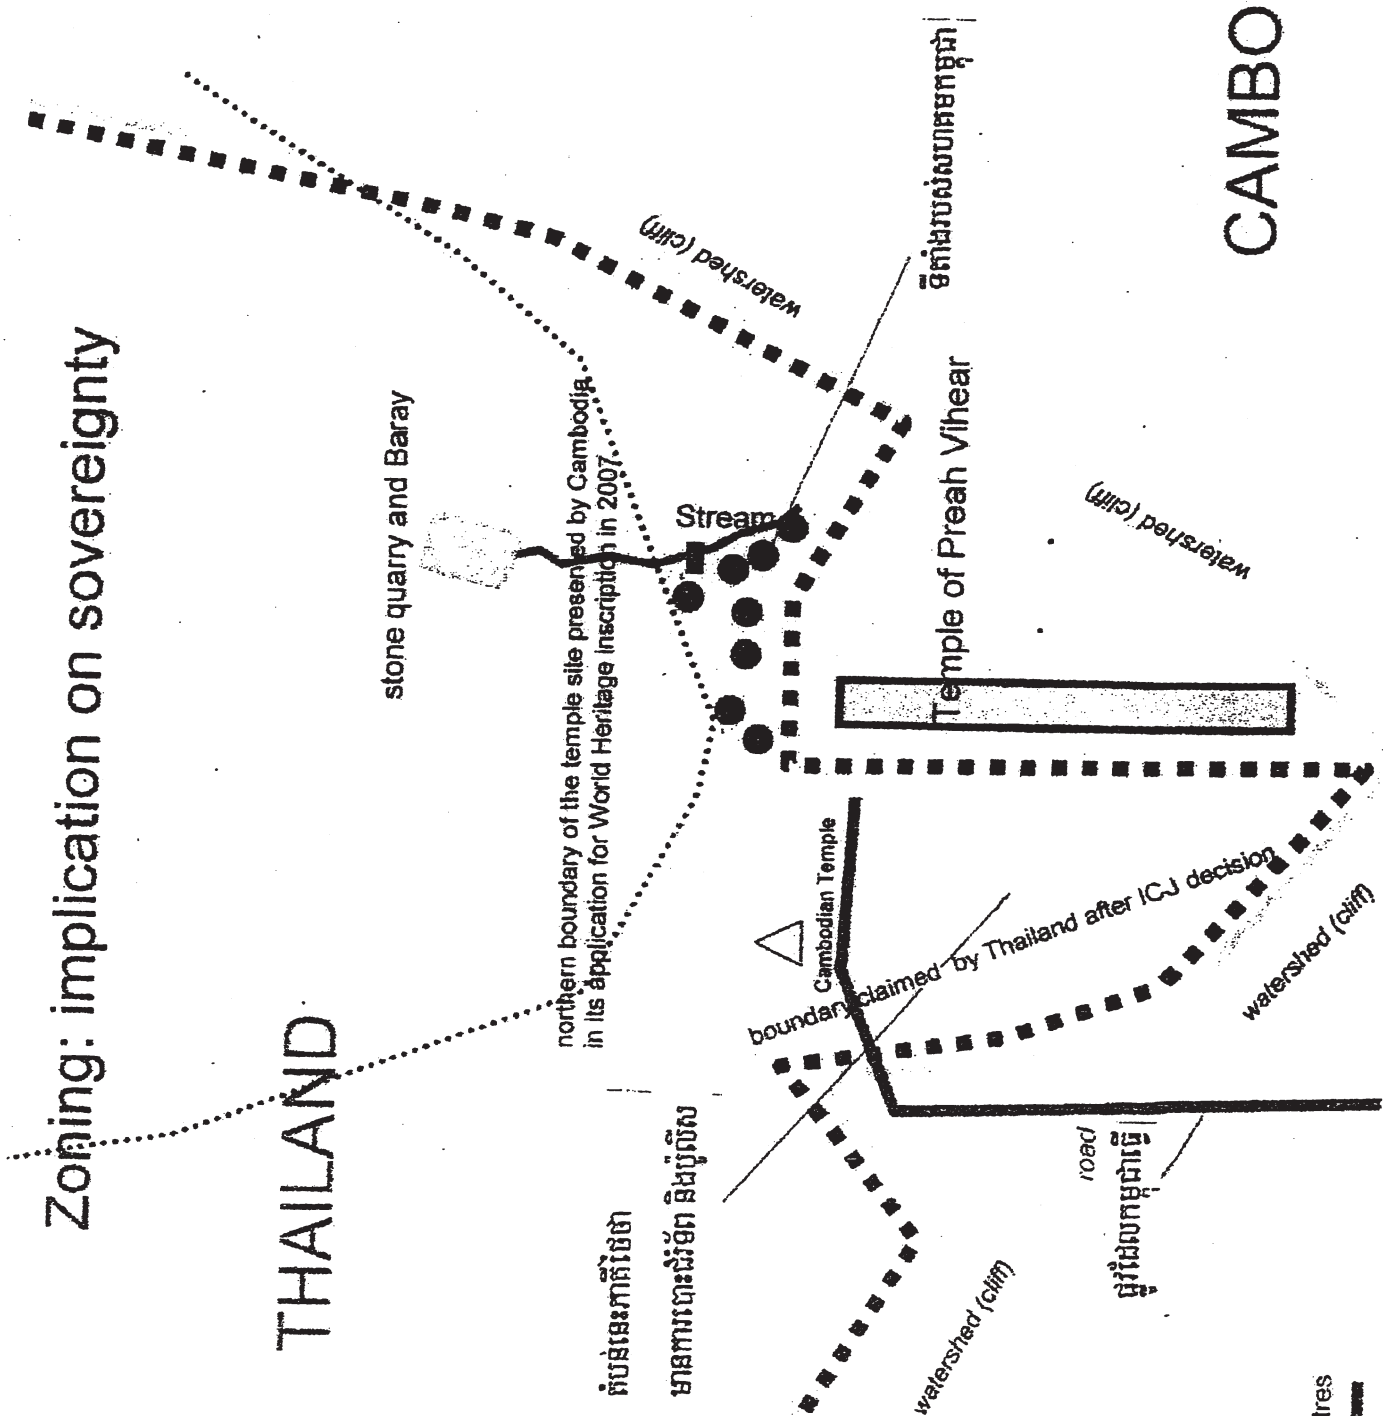 Zoning: implication on sovereignty
THAILAND
stone quarry and Baray
northern boundary of the temple site presented by Cambodia
in its application for World Heritage Inscription in 2007
Stream
watershed (cliff)
Temple of Preah Vihear
watershed (cliff)
CAMBO
Cambodian Temple
boundary claimed by Thailand after ICJ decision
watershed (cliff)
road
watershed (cliff)
tres